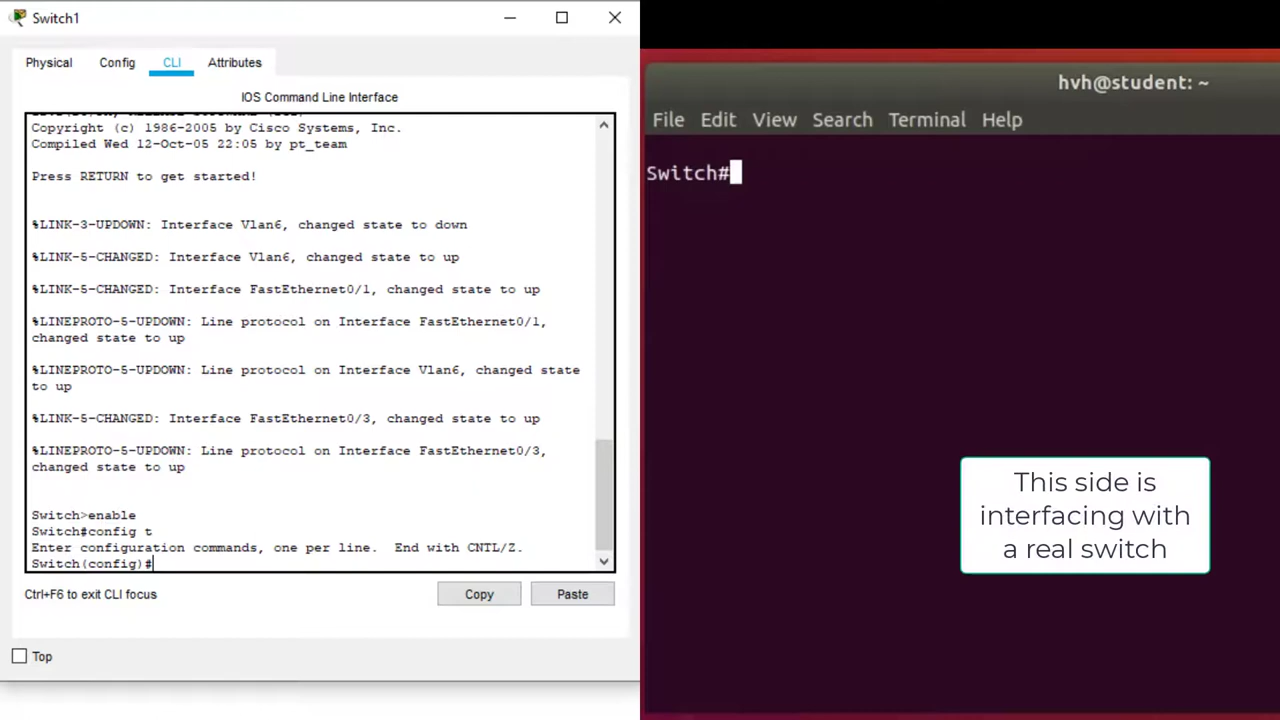 Switch1
Physical Config CLI Attributes
IOS Command Line Interface
Copyright (c) 1986-2005 by Cisco Systems, Inc.
Compiled Wed 12-Oct-05 22:05 by pt_team
Press RETURN to get started!
%LINK-3-UPDOWN: Interface Vlan6, changed state to down
%LINK-5-CHANGED: Interface Vlan6, changed state to up
%LINK-5-CHANGED: Interface FastEthernet0/1, changed state to up
%LINEPROTO-5-UPDOWN: Line protocol on Interface FastEthernet0/1,
changed state to up
%LINEPROTO-5-UPDOWN: Line protocol on Interface Vlan6, changed state
to up
%LINK-5-CHANGED: Interface FastEthernet0/3, changed state to up
%LINEPROTO-5-UPDOWN: Line protocol on Interface FastEthernet0/3,
changed state to up
Switch>enable
Switch#config t
Enter configuration commands, one per line.  End with CNTL/Z.
Switch(config)#
Ctrl+F6 to exit CLI focus
Copy
Paste
Top
hvh@student: ~
File Edit View Search Terminal Help
Switch#
This side is
interfacing with
a real switch